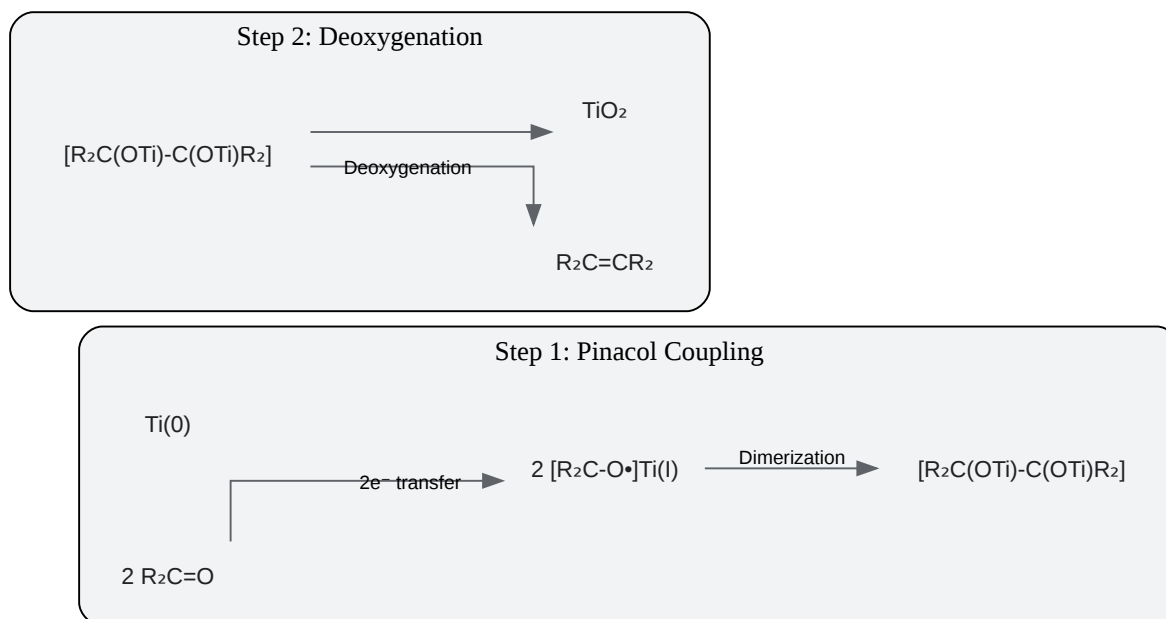 Step 2: Deoxygenation
TiO₂
[R₂C(OTi)-C(OTi)R₂]
Deoxygenation
R₂C=CR₂
Step 1: Pinacol Coupling
Ti(0)
2e⁻ transfer
2 [R₂C-O•]Ti(I)
Dimerization
[R₂C(OTi)-C(OTi)R₂]
2 R₂C=O